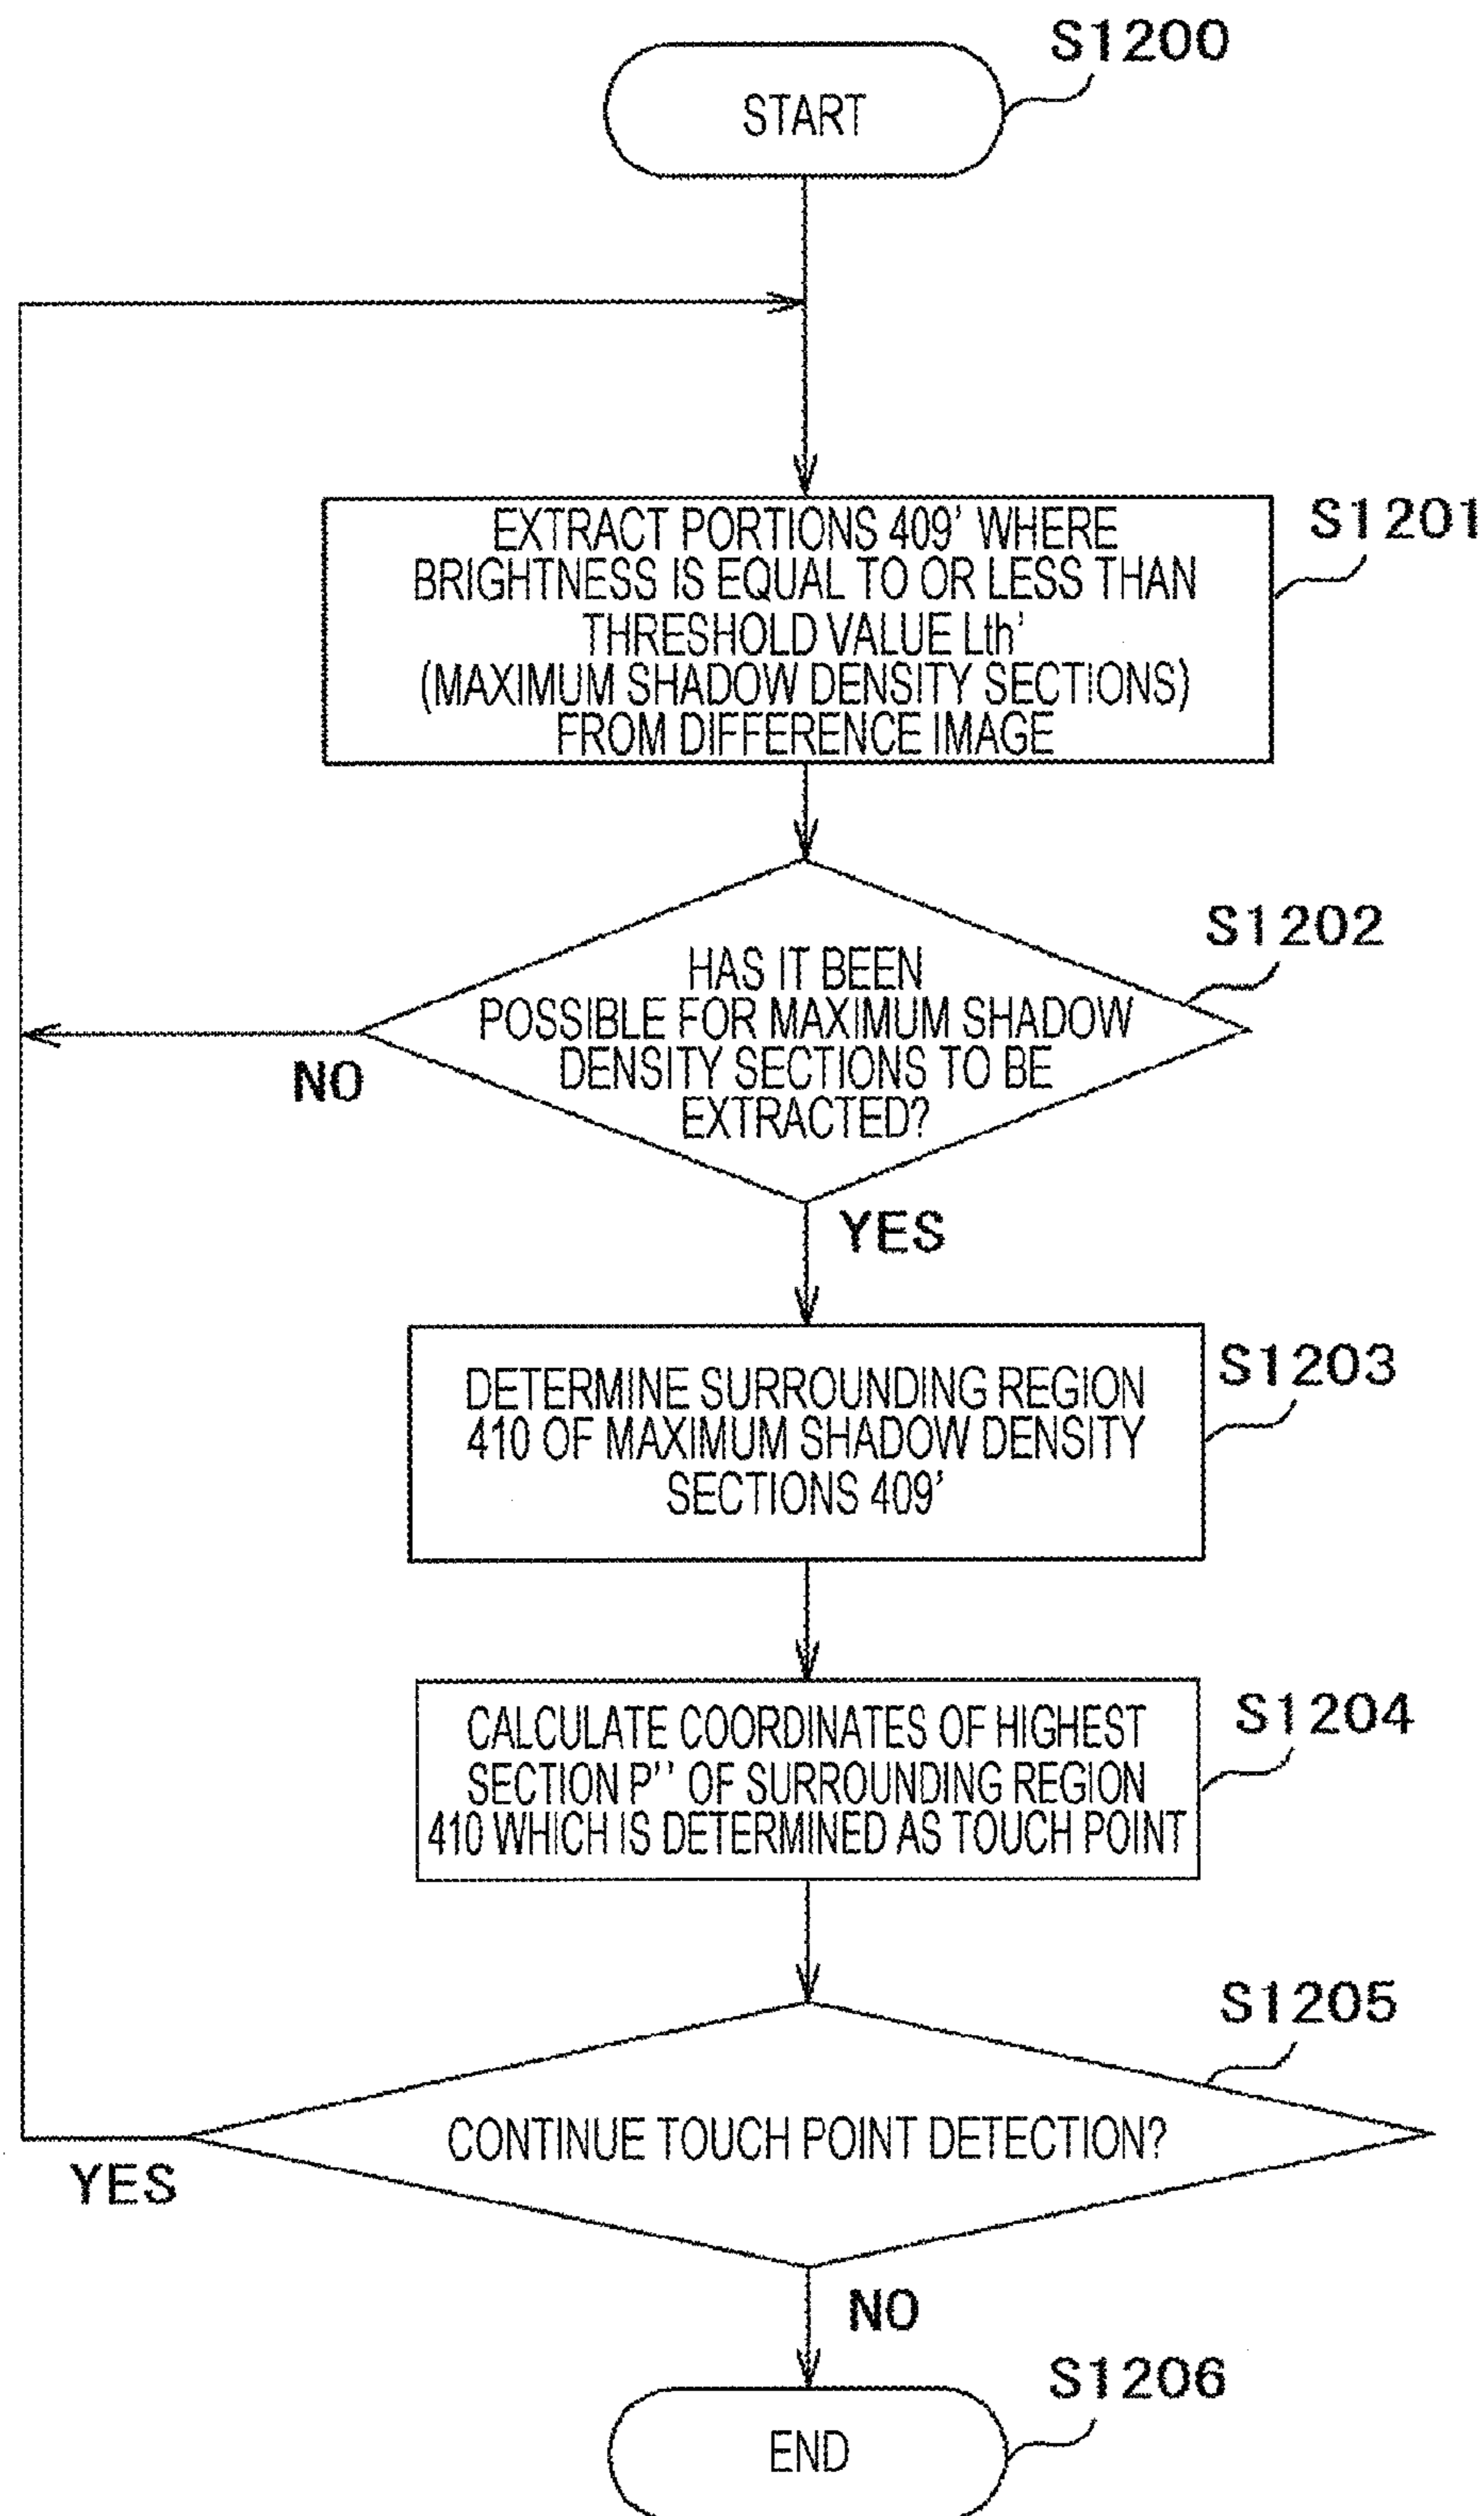 S1200
START
EXTRACT PORTIONS 409' WHERE
BRIGHTNESS IS EQUAL TO OR LESS THAN
THRESHOLD VALUE Lth'
(MAXIMUM SHADOW DENSITY SECTIONS)
FROM DIFFERENCE IMAGE
S1201
S1202
HAS IT BEEN
POSSIBLE FOR MAXIMUM SHADOW
DENSITY SECTIONS TO BE
EXTRACTED?
NO
YES
DETERMINE SURROUNDING REGION
410 OF MAXIMUM SHADOW DENSITY
SECTIONS 409'
S1203
CALCULATE COORDINATES OF HIGHEST
SECTION P'' OF SURROUNDING REGION
410 WHICH IS DETERMINED AS TOUCH POINT
S1204
S1205
CONTINUE TOUCH POINT DETECTION?
YES
NO
S1206
END